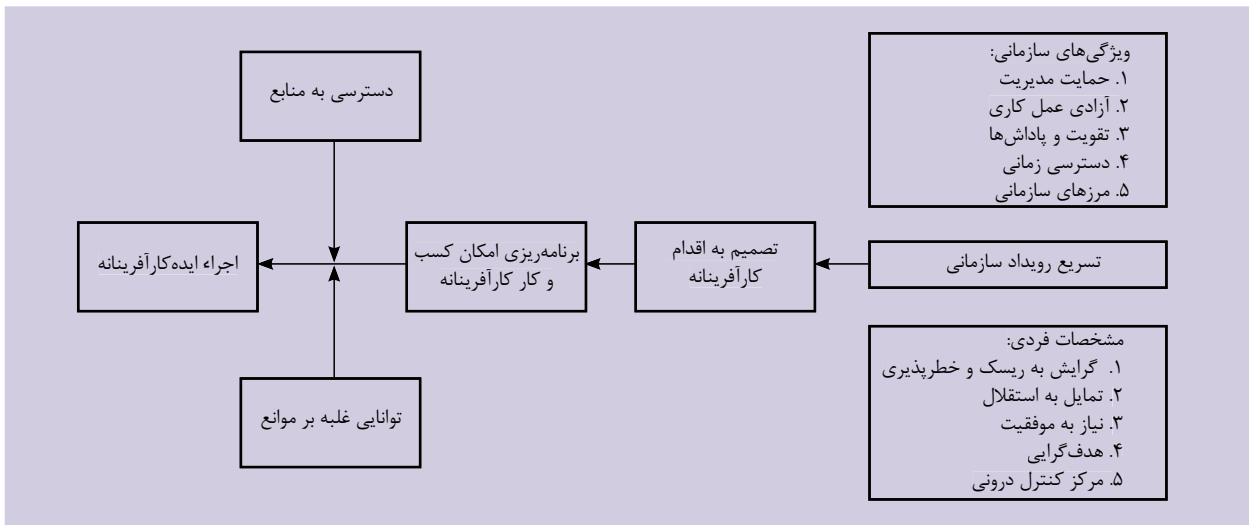 ویژگی‌های سازمانی:
۱. حمایت مدیریت
۲. آزادی عمل کاری
۳. تقویت و پاداش‌ها
۴. دسترسی زمانی
۵. مرزهای سازمانی
تسریع رویداد سازمانی
مشخصات فردی:
۱. گرایش به ریسک و خطرپذیری
۲. تمایل به استقلال
۳. نیاز به موفقیت
۴. هدف‌گرایی
۵. مرکز کنترل درونی
تصمیم به اقدام
کارآفرینانه
برنامه‌ریزی امکان کسب
و کار کارآفرینانه
دسترسی به منابع
توانایی غلبه بر موانع
اجراء ایده‌کارآفرینانه